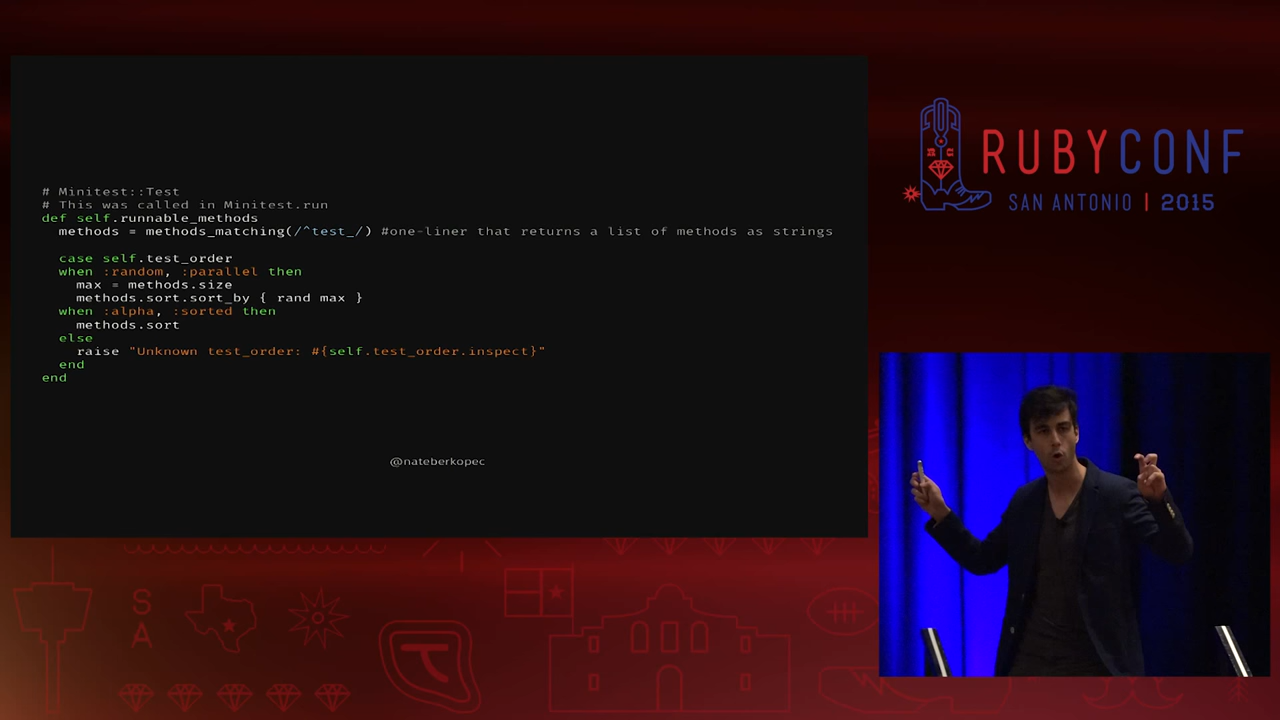 # Minitest::Test
# This was called in Minitest.run
def self.runnable_methods
  methods = methods_matching(/^test_/) #one-liner that returns a list of methods as strings

  case self.test_order
  when :random, :parallel then
    max = methods.size
    methods.sort.sort_by { rand max }
  when :alpha, :sorted then
    methods.sort
  else
    raise "Unknown test_order: #{self.test_order.inspect}"
  end
end
@nateberkopec
RUBYCONF
SAN ANTONIO | 2015
S
A